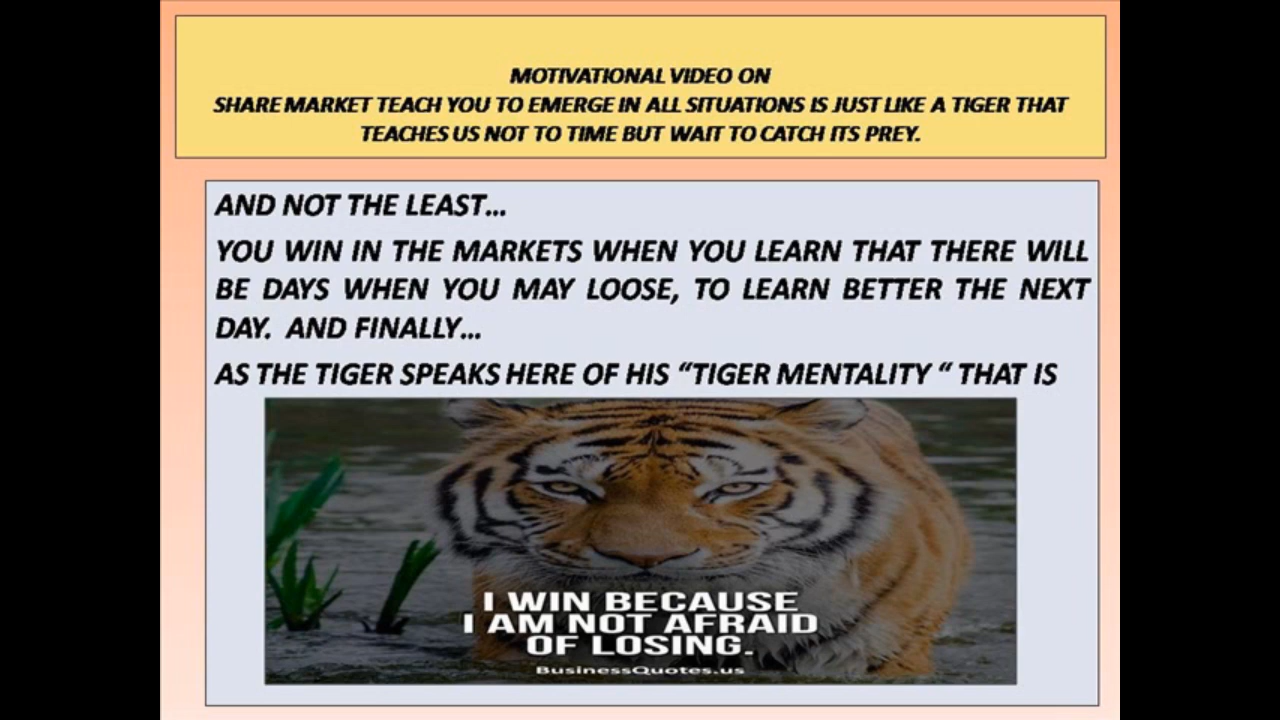 MOTIVATIONAL VIDEO ON
SHARE MARKET TEACH YOU TO EMERGE IN ALL SITUATIONS IS JUST LIKE A TIGER THAT
TEACHES US NOT TO TIME BUT WAIT TO CATCH ITS PREY.
AND NOT THE LEAST...
YOU WIN IN THE MARKETS WHEN YOU LEARN THAT THERE WILL
BE DAYS WHEN YOU MAY LOOSE, TO LEARN BETTER THE NEXT
DAY. AND FINALLY...
AS THE TIGER SPEAKS HERE OF HIS “TIGER MENTALITY “ THAT IS
I WIN BECAUSE
I AM NOT AFRAID
OF LOSING.
BusinessQuotes.us